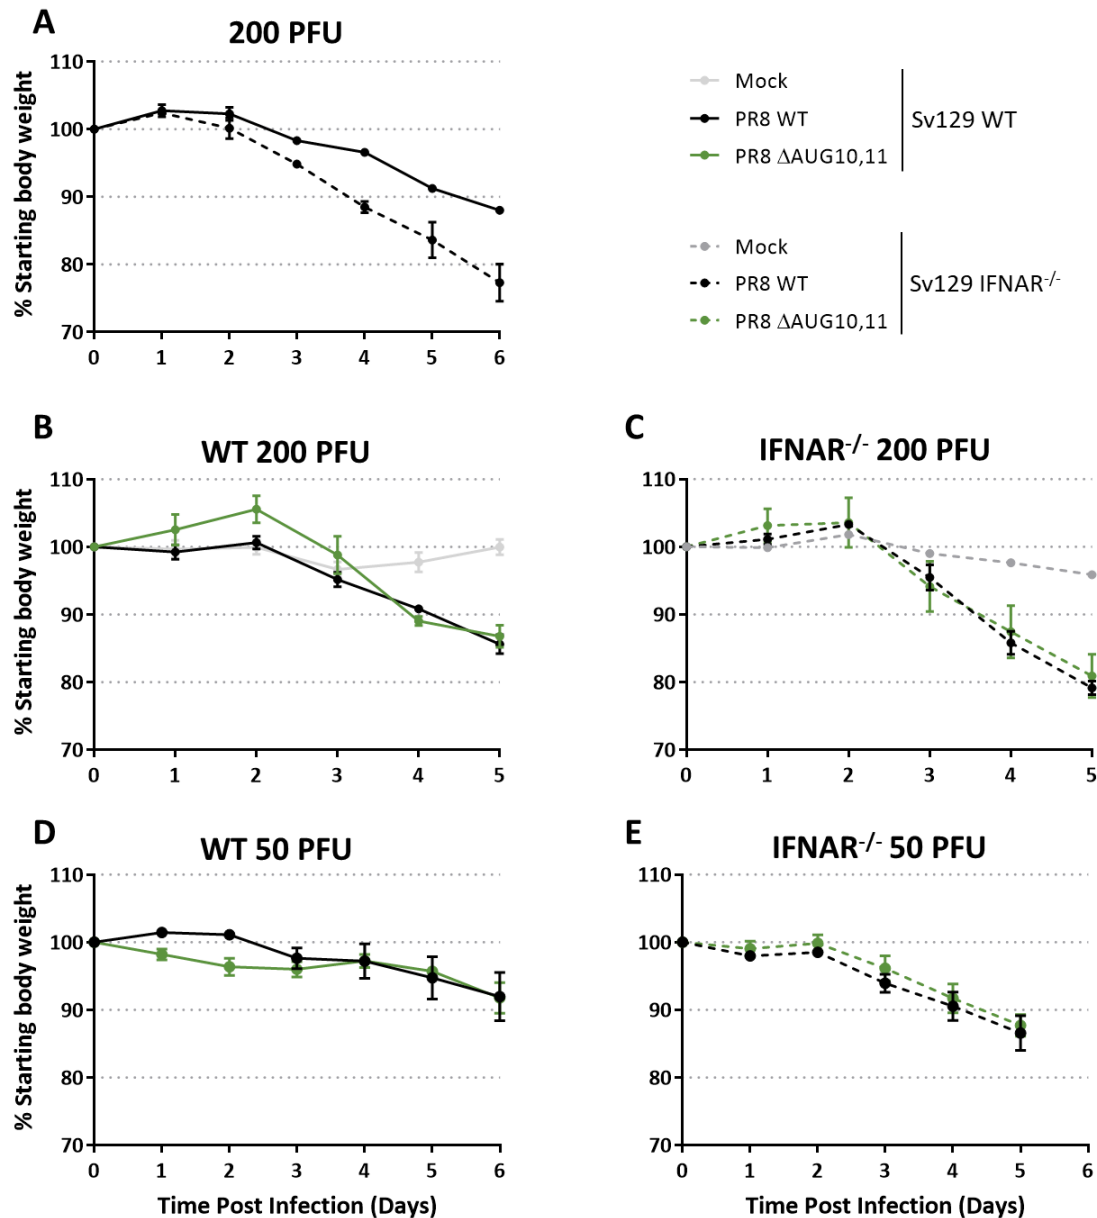 A
200 PFU
% Starting body weight
110
100
90
80
70
0 1 2 3 4 5 6
Mock
PR8 WT
PR8 ΔAUG10,11
Sv129 WT
Mock
PR8 WT
PR8 ΔAUG10,11
Sv129 IFNAR-/-
B
WT 200 PFU
% Starting body weight
110
100
90
80
70
0 1 2 3 4 5
C
IFNAR-/- 200 PFU
110
100
90
80
70
0 1 2 3 4 5
D
WT 50 PFU
% Starting body weight
110
100
90
80
70
0 1 2 3 4 5 6
Time Post Infection (Days)
E
IFNAR-/- 50 PFU
110
100
90
80
70
0 1 2 3 4 5 6
Time Post Infection (Days)